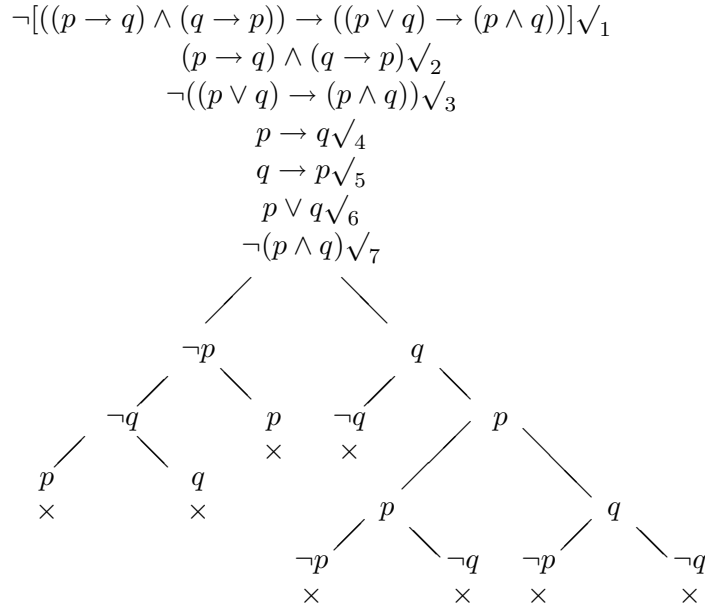 ¬[((p → q) ∧ (q → p)) → ((p ∨ q) → (p ∧ q))]√₁
(p → q) ∧ (q → p)√₂
¬((p ∨ q) → (p ∧ q))√₃
p → q√₄
q → p√₅
p ∨ q√₆
¬(p ∧ q)√₇
¬p q
¬q p ¬q p
× ×
p q
× ×
p q
¬p ¬q ¬p ¬q
× × × ×